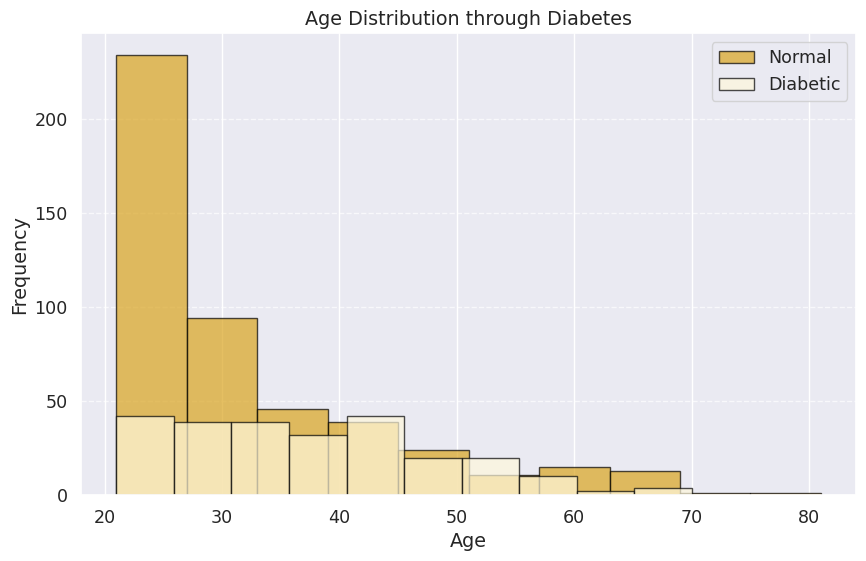 Age Distribution through Diabetes
Normal
Diabetic
Frequency
200
150
100
50
0
20 30 40 50 60 70 80
Age